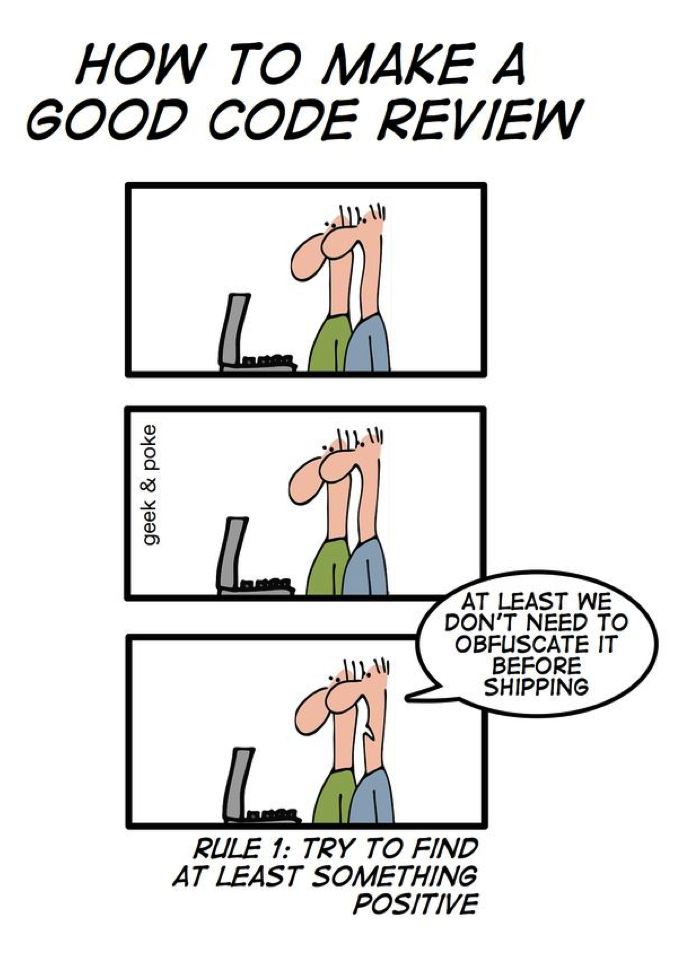 HOW TO MAKE A
GOOD CODE REVIEW
geek & poke
AT LEAST WE
DON'T NEED TO
OBFUSCATE IT
BEFORE
SHIPPING
RULE 1: TRY TO FIND
AT LEAST SOMETHING
POSITIVE